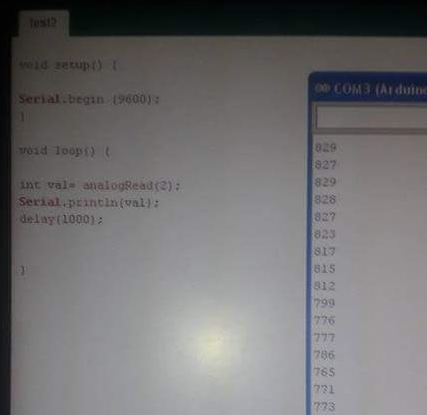 test2
void setup() {
Serial.begin (9600);
}
void loop() {
int val= analogRead(2);
Serial.println(val);
delay(1000);
}
COM3 (Arduino
829
827
829
828
827
823
817
815
812
799
776
777
786
765
771
773